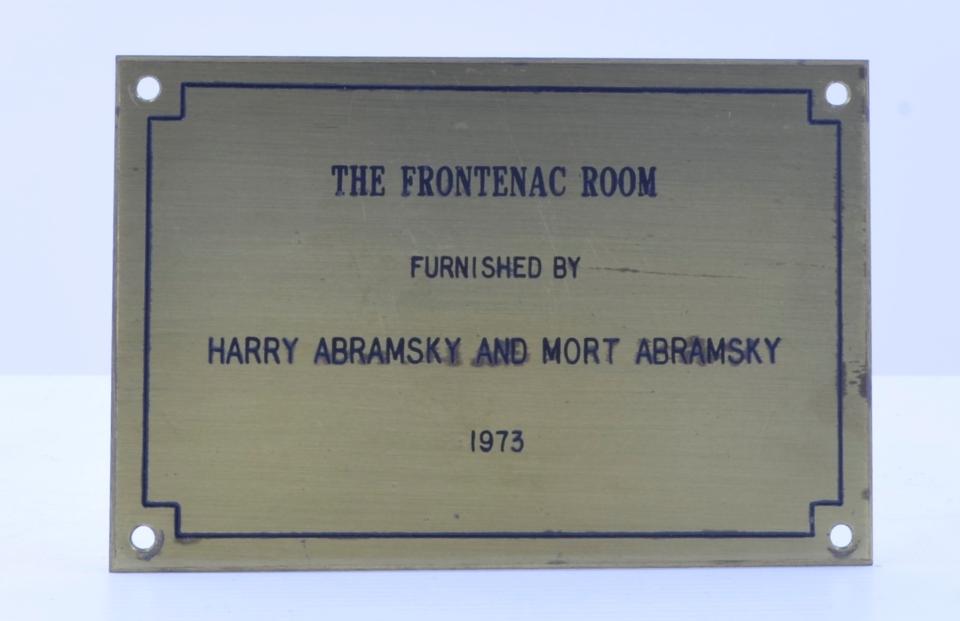 THE FRONTENAC ROOM
FURNISHED BY
HARRY ABRAMSKY AND MORT ABRAMSKY
1973